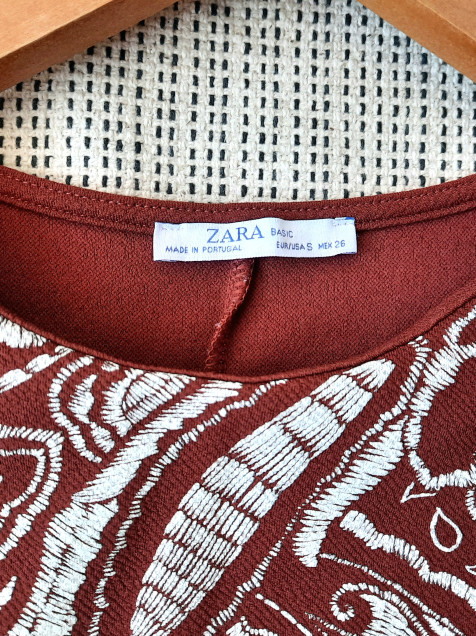 ZARA BASIC
MADE IN PORTUGAL EUR/USA S MEX 26